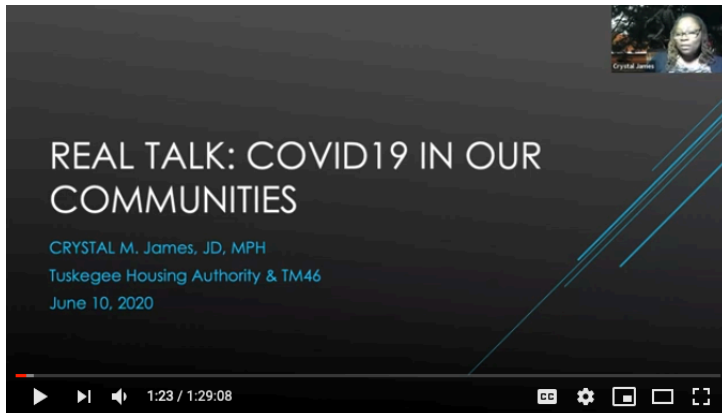 Crystal James
REAL TALK: COVID19 IN OUR
COMMUNITIES
CRYSTAL M. James, JD, MPH
Tuskegee Housing Authority & TM46
June 10, 2020
1:23 / 1:29:08
CC